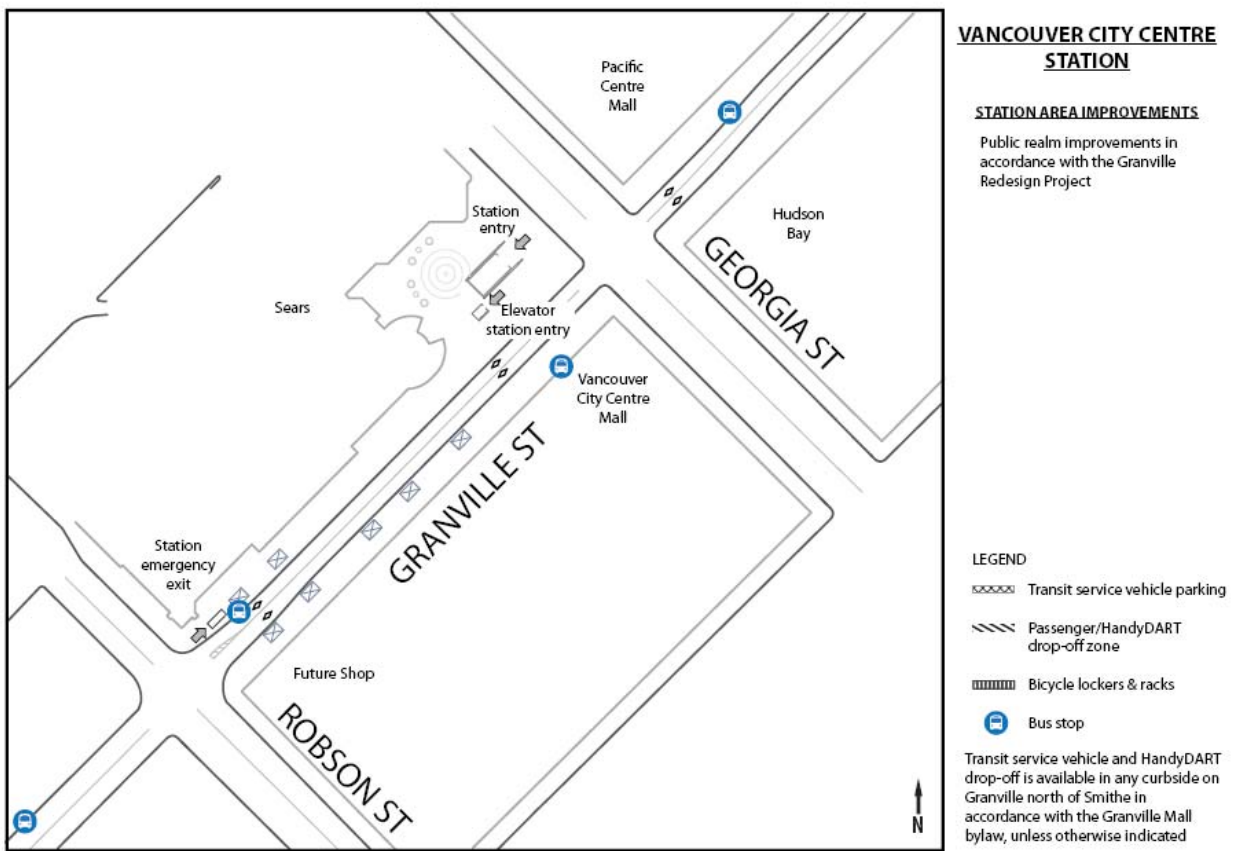 VANCOUVER CITY CENTRE
STATION
STATION AREA IMPROVEMENTS
Public realm improvements in
accordance with the Granville
Redesign Project
Pacific
Centre
Mall
Hudson
Bay
GEORGIA ST
Station
entry
Elevator
station entry
Sears
Vancouver
City Centre
Mall
GRANVILLE ST
Station
emergency
exit
Future Shop
ROBSON ST
N
LEGEND
Transit service vehicle parking
Passenger/HandyDART
drop-off zone
Bicycle lockers & racks
Bus stop
Transit service vehicle and HandyDART
drop-off is available in any curbside on
Granville north of Smithe in
accordance with the Granville Mall
bylaw, unless otherwise indicated